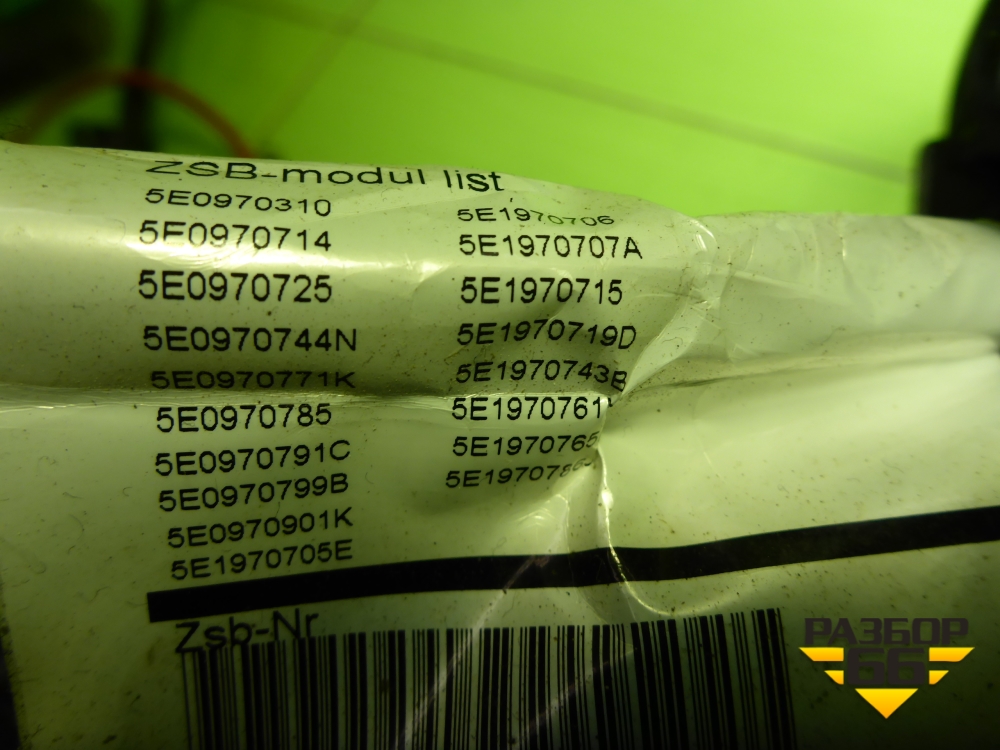 ZSB-modul list
5E0970310
5E0970714
5E0970725
5E0970744N
5E0970771K
5E0970785
5E0970791C
5E0970799B
5E0970901K
5E1970705E
5E1970706
5E1970707A
5E1970715
5E1970719D
5E1970743B
5E1970765
Zsb-Nr
РАЗБОР
66